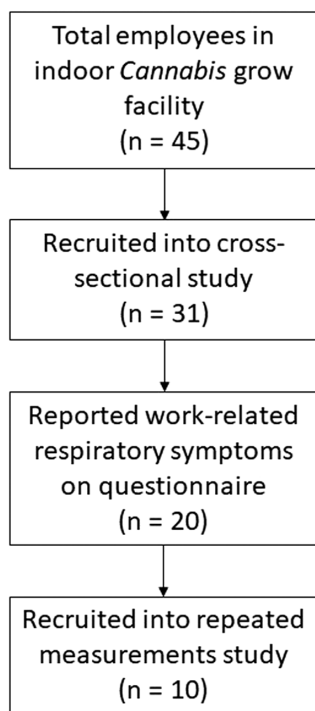 Total employees in
indoor Cannabis grow
facility
(n = 45)
Recruited into cross-
sectional study
(n = 31)
Reported work-related
respiratory symptoms
on questionnaire
(n = 20)
Recruited into repeated
measurements study
(n = 10)